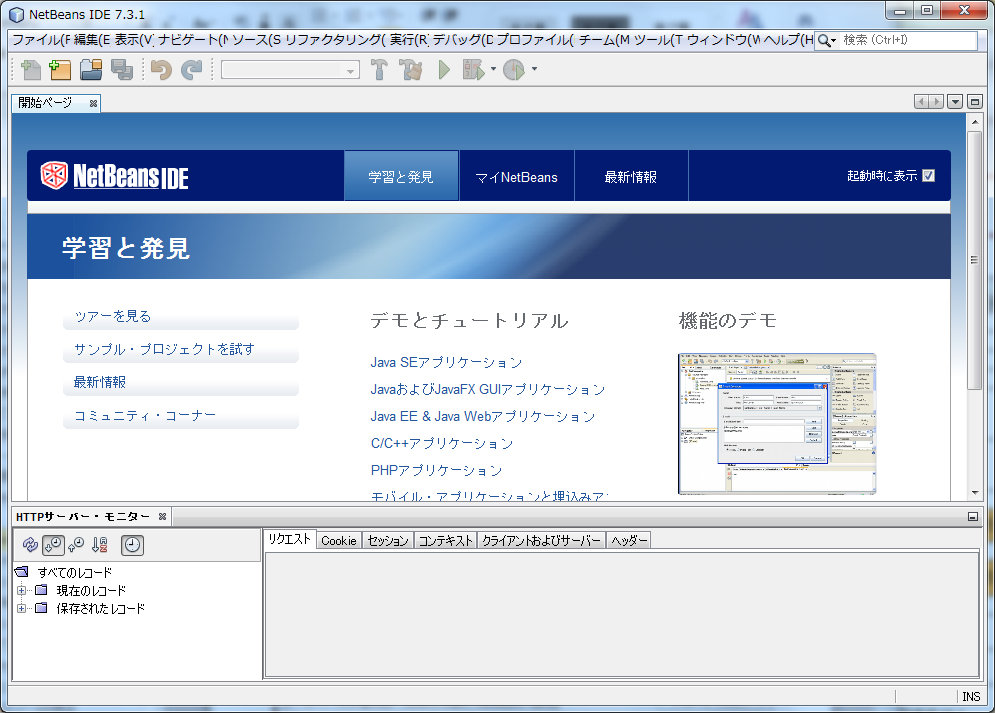 NetBeans IDE 7.3.1
ファイル(F 編集(E 表示(V) ナビゲート(N ソース(S リファクタリング( 実行(R) デバッグ(D プロファイル( チーム(M ツール(T ウィンドウ(W ヘルプ(H 検索 (Ctrl+I)
開始ページ
NetBeans IDE 学習と発見 マイNetBeans 最新情報 起動時に表示
学習と発見
ツアーを見る
サンプル・プロジェクトを試す
最新情報
コミュニティ・コーナー
デモとチュートリアル
Java SEアプリケーション
JavaおよびJavaFX GUIアプリケーション
Java EE & Java Webアプリケーション
C/C++アプリケーション
PHPアプリケーション
モバイル・アプリケーションと埋込みア
機能のデモ
HTTPサーバー・モニター
すべてのレコード
現在のレコード
保存されたレコード
リクエスト Cookie セッション コンテキスト クライアントおよびサーバー ヘッダー
INS